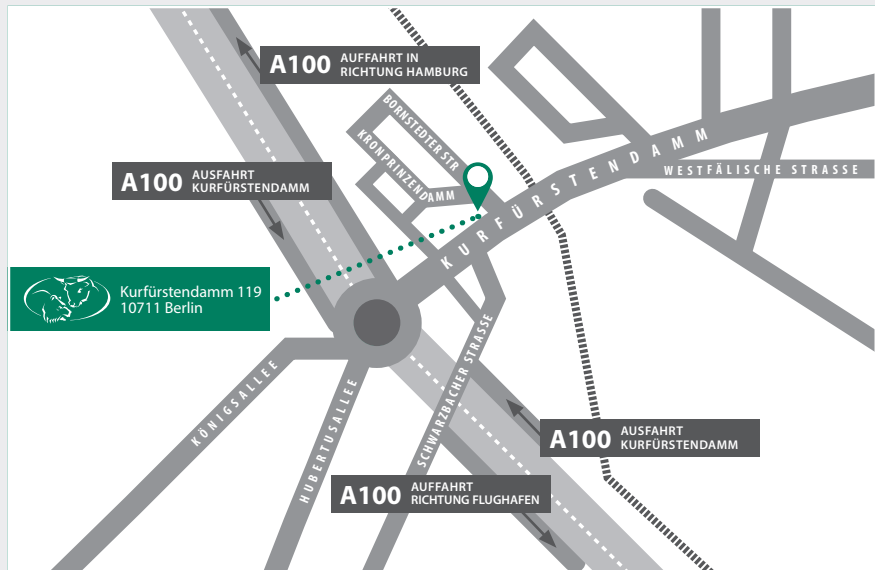 A100 AUFFAHRT IN
RICHTUNG HAMBURG
BORNSTEDTER STR
KRONPRINZENDAMM
A100 AUSFAHRT
KURFÜRSTENDAMM
KURFÜRSTENDAMM
WESTFÄLISCHE STRASSE
Kurfürstendamm 119
10711 Berlin
KÖNIGSALLEE
HUBERTUSALLEE
SCHWARZBACHER STRASSE
A100 AUSFAHRT
KURFÜRSTENDAMM
A100 AUFFAHRT
RICHTUNG FLUGHAFEN